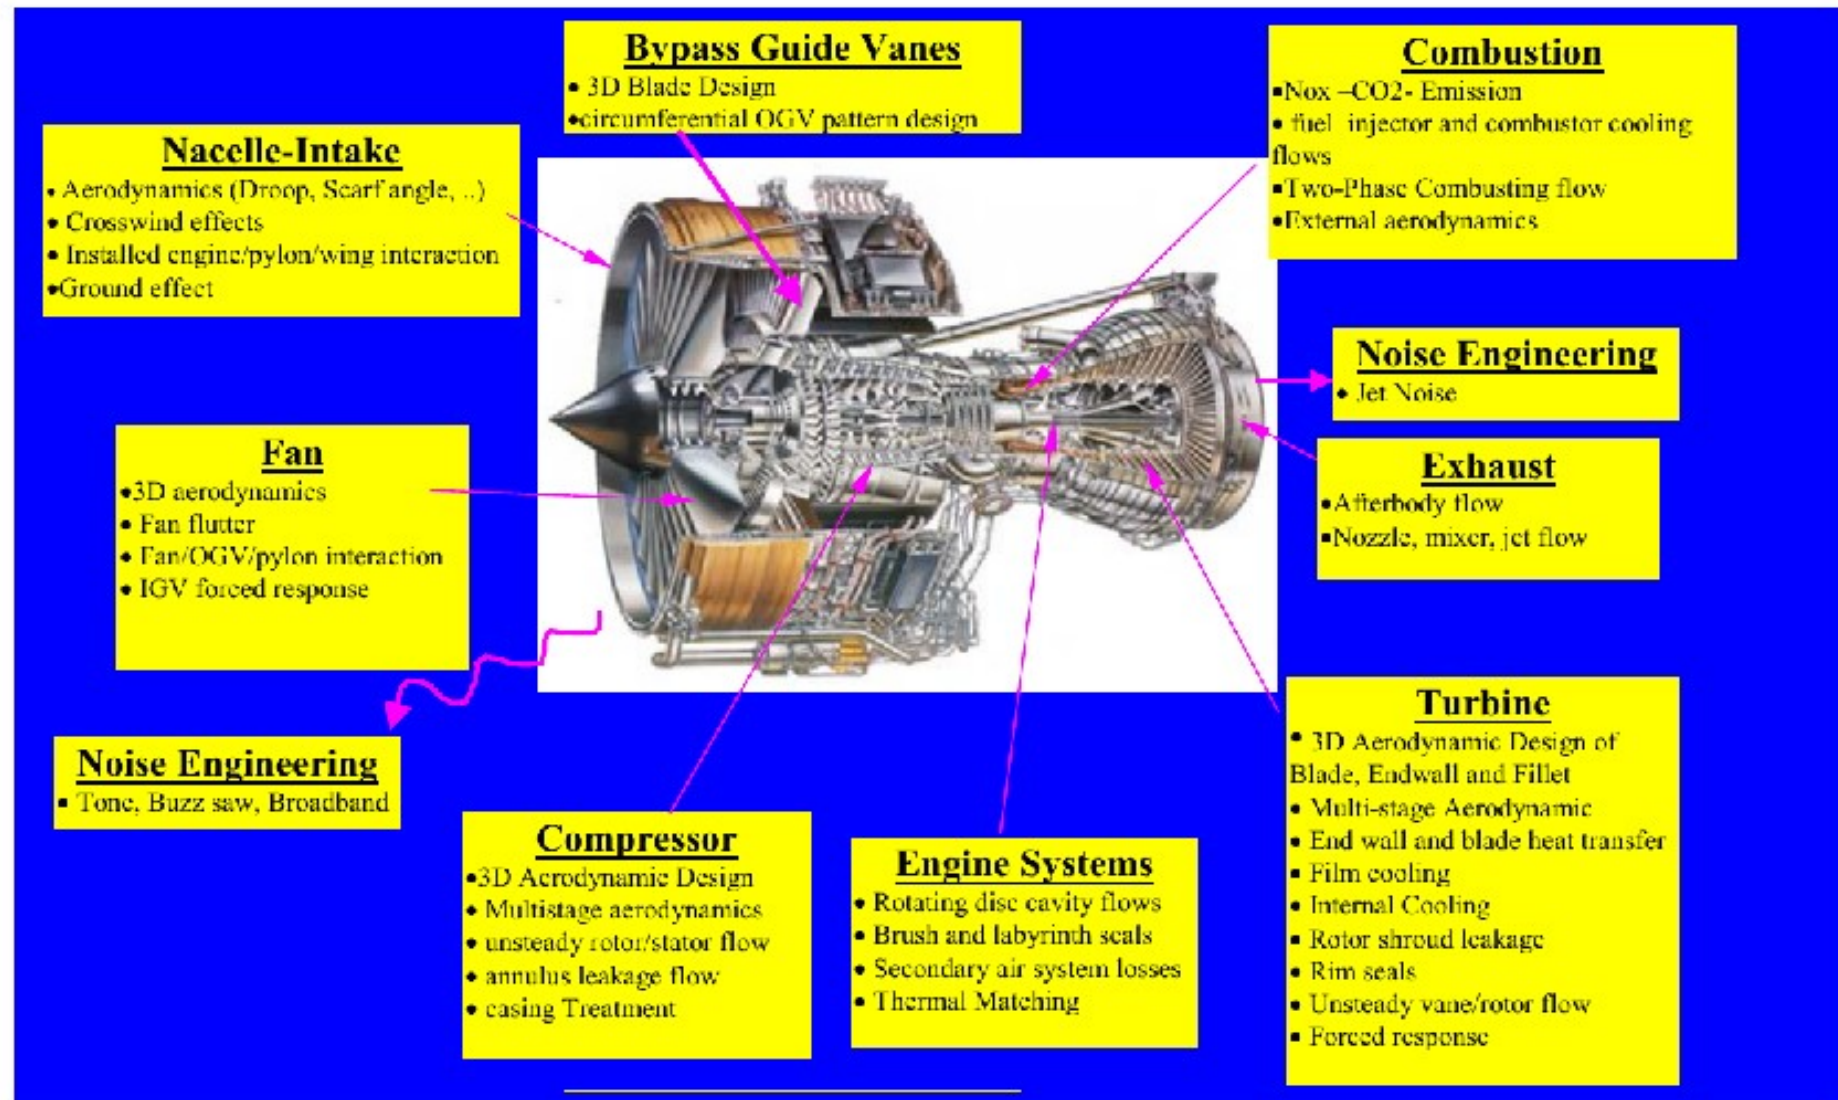 Bypass Guide Vanes
• 3D Blade Design
•circumferential OGV pattern design
Combustion
▪Nox –CO2- Emission
• fuel injector and combustor cooling
flows
▪Two-Phase Combusting flow
•External aerodynamics
Nacelle-Intake
• Aerodynamics (Droop, Scarf angle, ..)
• Crosswind effects
• Installed engine/pylon/wing interaction
•Ground effect
Noise Engineering
• Jet Noise
Fan
•3D aerodynamics
• Fan flutter
• Fan/OGV/pylon interaction
• IGV forced response
Exhaust
•Afterbody flow
▪Nozzle, mixer, jet flow
Noise Engineering
▪ Tone, Buzz saw, Broadband
Compressor
•3D Aerodynamic Design
• Multistage aerodynamics
• unsteady rotor/stator flow
• annulus leakage flow
• casing Treatment
Engine Systems
• Rotating disc cavity flows
• Brush and labyrinth seals
• Secondary air system losses
• Thermal Matching
Turbine
• 3D Aerodynamic Design of
Blade, Endwall and Fillet
• Multi-stage Aerodynamic
• End wall and blade heat transfer
▪ Film cooling
• Internal Cooling
▪ Rotor shroud leakage
• Rim seals
• Unsteady vane/rotor flow
▪ Forced response